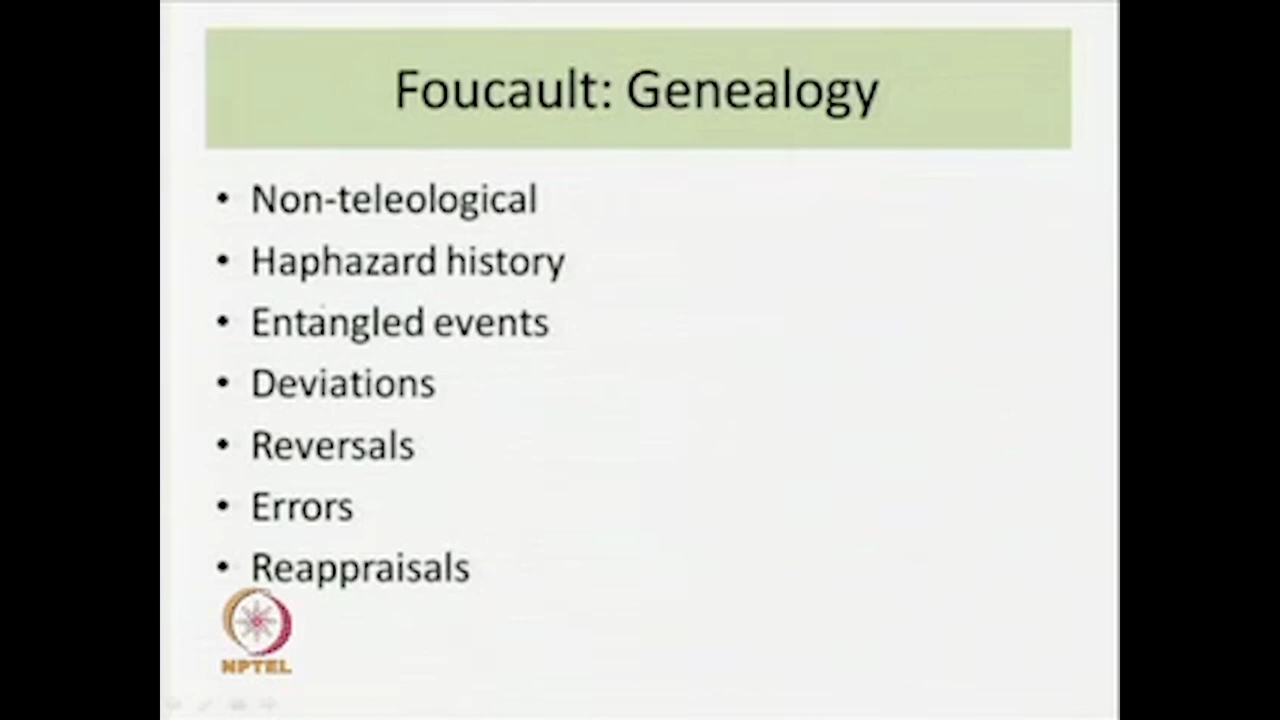 Foucault: Genealogy
• Non-teleological
• Haphazard history
• Entangled events
• Deviations
• Reversals
• Errors
• Reappraisals
NPTEL